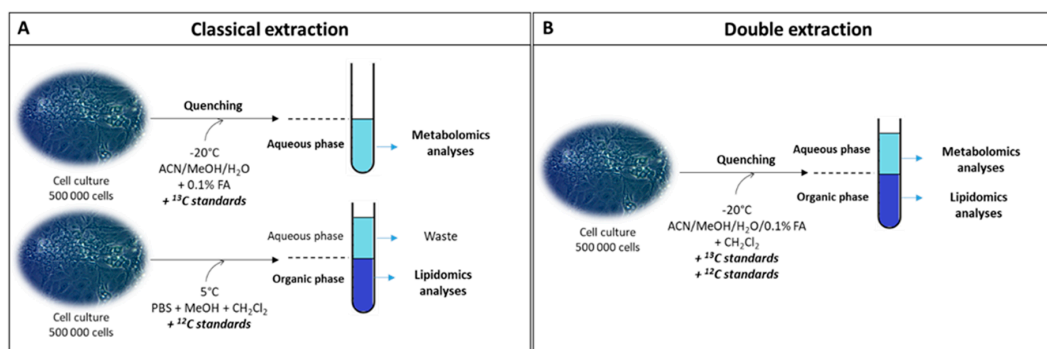 A
Classical extraction
Quenching
-20°C
ACN/MeOH/H₂O
+ 0.1% FA
+ ¹³C standards
Cell culture
500 000 cells
Aqueous phase
Metabolomics
analyses
5°C
PBS + MeOH + CH₂Cl₂
+ ¹²C standards
Cell culture
500 000 cells
Aqueous phase
Waste
Organic phase
Lipidomics
analyses
B
Double extraction
Quenching
-20°C
ACN/MeOH/H₂O/0.1% FA
+ CH₂Cl₂
+ ¹³C standards
+ ¹²C standards
Cell culture
500 000 cells
Aqueous phase
Metabolomics
analyses
Organic phase
Lipidomics
analyses